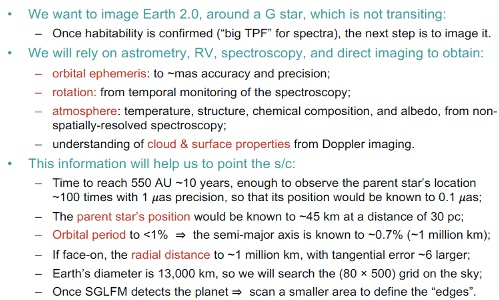 • We want to image Earth 2.0, around a G star, which is not transiting:
– Once habitability is confirmed ("big TPF" for spectra), the next step is to image it.
• We will rely on astrometry, RV, spectroscopy, and direct imaging to obtain:
– orbital ephemeris: to ~mas accuracy and precision;
– rotation: from temporal monitoring of the spectroscopy;
– atmosphere: temperature, structure, chemical composition, and albedo, from non-
spatially-resolved spectroscopy;
– understanding of cloud & surface properties from Doppler imaging.
• This information will help us to point the s/c:
– Time to reach 550 AU ~10 years, enough to observe the parent star's location
~100 times with 1 μas precision, so that its position would be known to 0.1 μas;
– The parent star's position would be known to ~45 km at a distance of 30 pc;
– Orbital period to <1% ⇒ the semi-major axis is known to ~0.7% (~1 million km);
– If face-on, the radial distance to ~1 million km, with tangential error ~6 larger;
– Earth's diameter is 13,000 km, so we will search the (80 × 500) grid on the sky;
– Once SGLFM detects the planet ⇒ scan a smaller area to define the "edges".